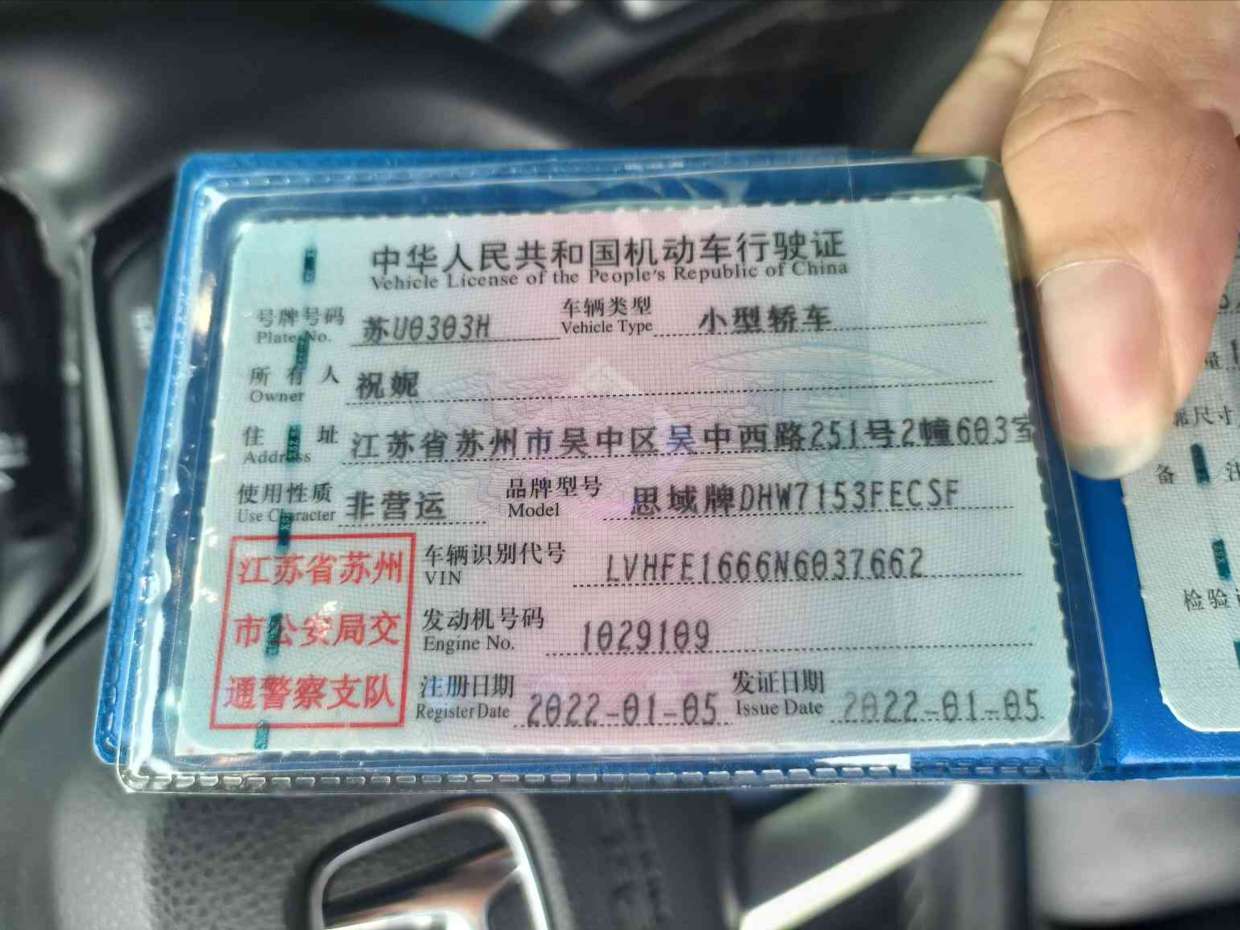 中华人民共和国机动车行驶证
Vehicle License of the People's Republic of China
号牌号码 苏U0303H 车辆类型 小型轿车
Plate No. Vehicle Type
所有人 祝妮
Owner
住址 江苏省苏州市吴中区吴中西路251号2幢603室
Address
使用性质 非营运 品牌型号 思域牌DHW7153FECSF
Use Character Model
江苏省苏州
市公安局交
通警察支队
车辆识别代号 LVHFE1666N6037662
VIN
发动机号码 1029109
Engine No.
注册日期 2022-01-05 发证日期 2022-01-05
Register Date Issue Date
备 注
检验